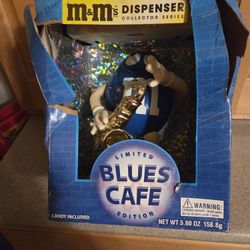 m&m's DISPENSER
COLLECTOR SERIES
LIMITED
BLUES
CAFE
EDITION
WARNING:
CANDY INCLUDED
NET WT 5.60 OZ 158.8g